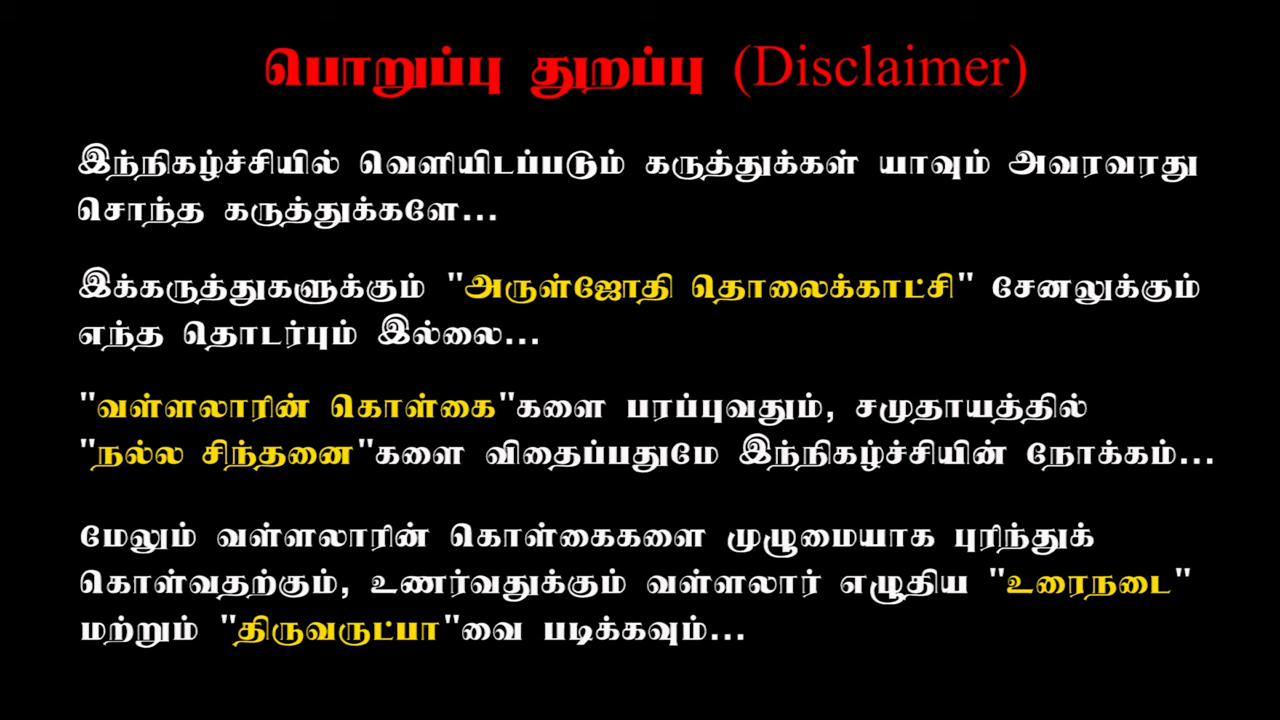 பொறுப்பு துறப்பு (Disclaimer)
இந்நிகழ்ச்சியில் வெளியிடப்படும் கருத்துக்கள் யாவும் அவரவரது
சொந்த கருத்துக்களே...
இக்கருத்துகளுக்கும் "அருள்ஜோதி தொலைக்காட்சி" சேனலுக்கும்
எந்த தொடர்பும் இல்லை...
"வள்ளலாரின் கொள்கை"களை பரப்புவதும், சமுதாயத்தில்
"நல்ல சிந்தனை"களை விதைப்பதுமே இந்நிகழ்ச்சியின் நோக்கம்...
மேலும் வள்ளலாரின் கொள்கைகளை முழுமையாக புரிந்துக்
கொள்வதற்கும், உணர்வதுக்கும் வள்ளலார் எழுதிய "உரைநடை"
மற்றும் "திருவருட்பா"வை படிக்கவும்...